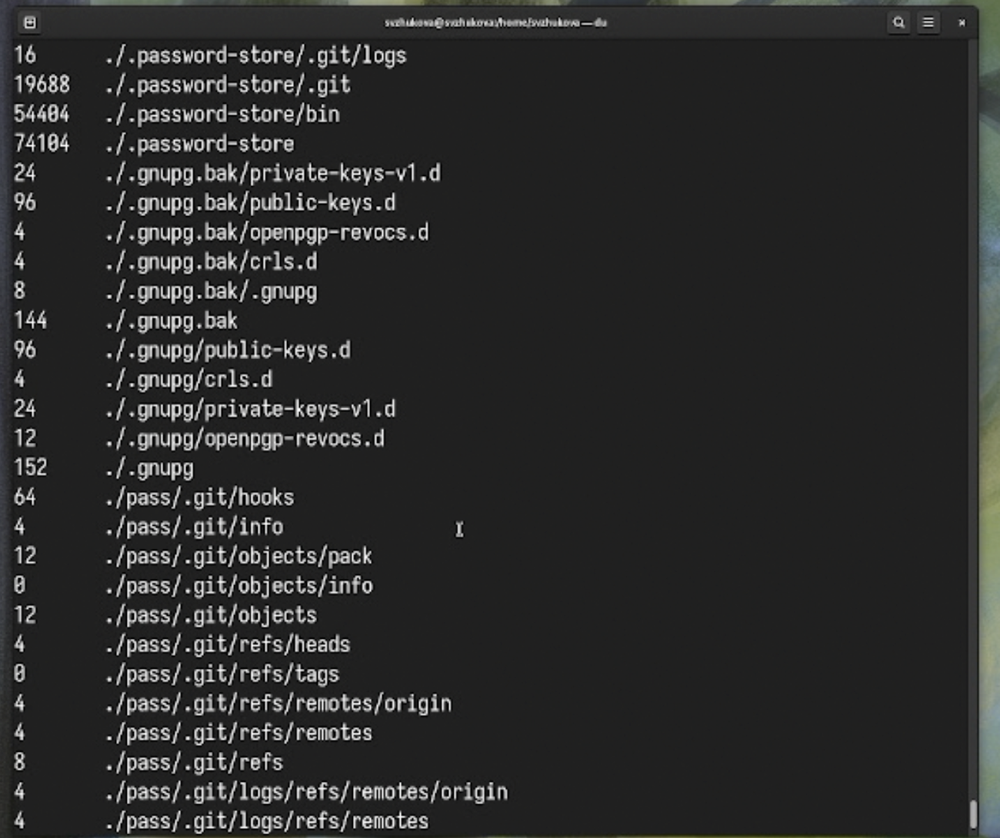 svzhukova@svzhukova:/home/svzhukova — du
16 ./.password-store/.git/logs
19688 ./.password-store/.git
54404 ./.password-store/bin
74104 ./.password-store
24 ./.gnupg.bak/private-keys-v1.d
96 ./.gnupg.bak/public-keys.d
4 ./.gnupg.bak/openpgp-revocs.d
4 ./.gnupg.bak/crls.d
8 ./.gnupg.bak/.gnupg
144 ./.gnupg.bak
96 ./.gnupg/public-keys.d
4 ./.gnupg/crls.d
24 ./.gnupg/private-keys-v1.d
12 ./.gnupg/openpgp-revocs.d
152 ./.gnupg
64 ./pass/.git/hooks
4 ./pass/.git/info
12 ./pass/.git/objects/pack
0 ./pass/.git/objects/info
12 ./pass/.git/objects
4 ./pass/.git/refs/heads
0 ./pass/.git/refs/tags
4 ./pass/.git/refs/remotes/origin
4 ./pass/.git/refs/remotes
8 ./pass/.git/refs
4 ./pass/.git/logs/refs/remotes/origin
4 ./pass/.git/logs/refs/remotes